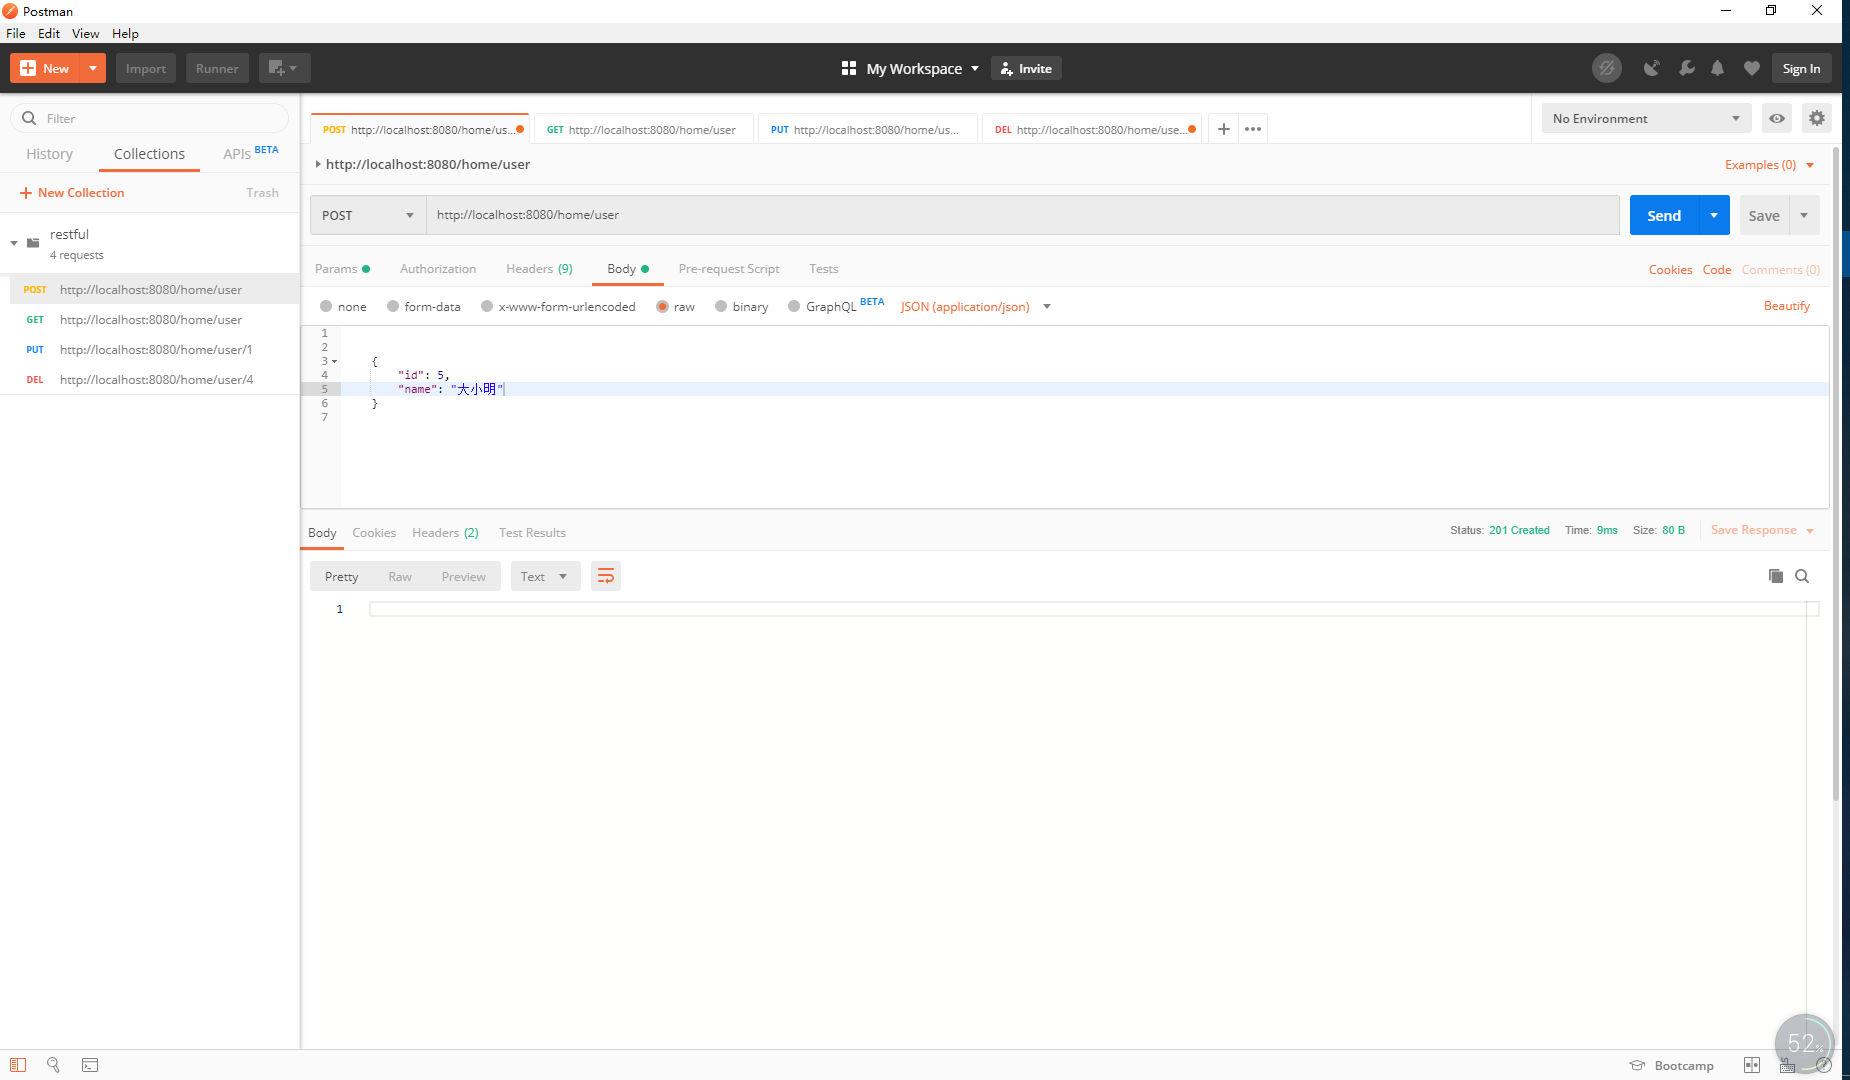 Postman
File Edit View Help
New Import Runner My Workspace Invite Sign In
Filter
History Collections APIs BETA
New Collection Trash
restful
4 requests
POST http://localhost:8080/home/user
GET http://localhost:8080/home/user
PUT http://localhost:8080/home/user/1
DEL http://localhost:8080/home/user/4
POST http://localhost:8080/home/us... GET http://localhost:8080/home/user PUT http://localhost:8080/home/us... DEL http://localhost:8080/home/use... No Environment
http://localhost:8080/home/user Examples (0)
POST http://localhost:8080/home/user Send Save
Params Authorization Headers (9) Body Pre-request Script Tests Cookies Code Comments (0)
none form-data x-www-form-urlencoded raw binary GraphQL BETA JSON (application/json) Beautify
1
2
3 {
4 "id": 5,
5 "name": "大小明"
6 }
7
Body Cookies Headers (2) Test Results Status: 201 Created Time: 9ms Size: 80 B Save Response
Pretty Raw Preview Text
1
52%
Bootcamp